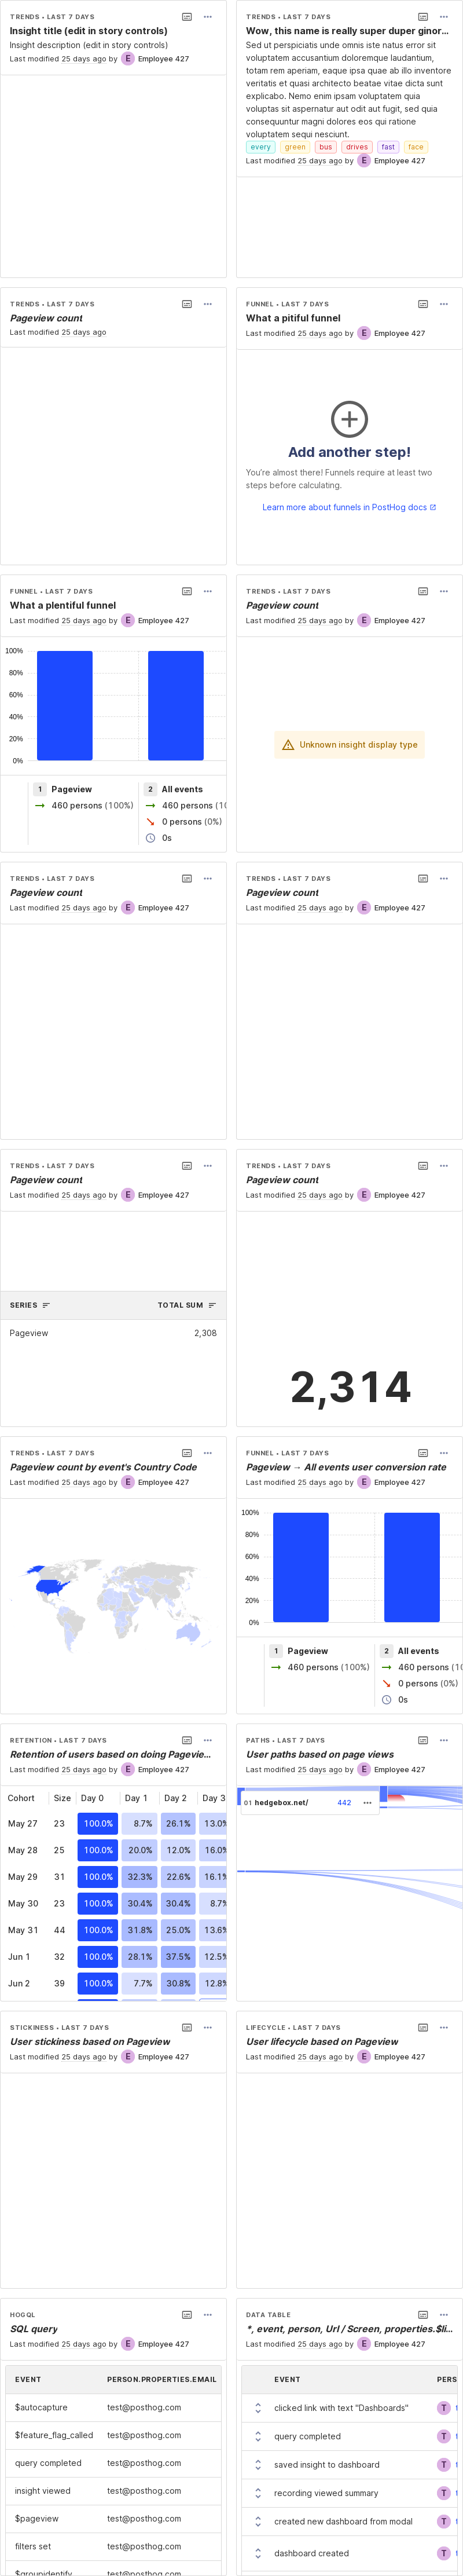 TRENDS • LAST 7 DAYS
Insight title (edit in story controls)
Insight description (edit in story controls)
Last modified 25 days ago by E Employee 427
TRENDS • LAST 7 DAYS
Wow, this name is really super duper ginor...
Sed ut perspiciatis unde omnis iste natus error sit
voluptatem accusantium doloremque laudantium,
totam rem aperiam, eaque ipsa quae ab illo inventore
veritatis et quasi architecto beatae vitae dicta sunt
explicabo. Nemo enim ipsam voluptatem quia
voluptas sit aspernatur aut odit aut fugit, sed quia
consequuntur magni dolores eos qui ratione
voluptatem sequi nesciunt.
every green bus drives fast face
Last modified 25 days ago by E Employee 427
TRENDS • LAST 7 DAYS
Pageview count
Last modified 25 days ago
FUNNEL • LAST 7 DAYS
What a pitiful funnel
Last modified 25 days ago by E Employee 427
Add another step!
You're almost there! Funnels require at least two
steps before calculating.
Learn more about funnels in PostHog docs
FUNNEL • LAST 7 DAYS
What a plentiful funnel
Last modified 25 days ago by E Employee 427
100%
80%
60%
40%
20%
0%
1 Pageview
460 persons (100%)
2 All events
460 persons (10
0 persons (0%)
0s
TRENDS • LAST 7 DAYS
Pageview count
Last modified 25 days ago by E Employee 427
Unknown insight display type
TRENDS • LAST 7 DAYS
Pageview count
Last modified 25 days ago by E Employee 427
TRENDS • LAST 7 DAYS
Pageview count
Last modified 25 days ago by E Employee 427
TRENDS • LAST 7 DAYS
Pageview count
Last modified 25 days ago by E Employee 427
SERIES TOTAL SUM
Pageview 2,308
TRENDS • LAST 7 DAYS
Pageview count
Last modified 25 days ago by E Employee 427
2,314
TRENDS • LAST 7 DAYS
Pageview count by event's Country Code
Last modified 25 days ago by E Employee 427
FUNNEL • LAST 7 DAYS
Pageview → All events user conversion rate
Last modified 25 days ago by E Employee 427
100%
80%
60%
40%
20%
0%
1 Pageview
460 persons (100%)
2 All events
460 persons (10
0 persons (0%)
0s
RETENTION • LAST 7 DAYS
Retention of users based on doing Pagevie...
Last modified 25 days ago by E Employee 427
Cohort Size Day 0 Day 1 Day 2 Day 3
May 27 23 100.0% 8.7% 26.1% 13.0%
May 28 25 100.0% 20.0% 12.0% 16.0%
May 29 31 100.0% 32.3% 22.6% 16.1%
May 30 23 100.0% 30.4% 30.4% 8.7%
May 31 44 100.0% 31.8% 25.0% 13.6%
Jun 1 32 100.0% 28.1% 37.5% 12.5%
Jun 2 39 100.0% 7.7% 30.8% 12.8%
PATHS • LAST 7 DAYS
User paths based on page views
Last modified 25 days ago by E Employee 427
01 hedgebox.net/ 442
STICKINESS • LAST 7 DAYS
User stickiness based on Pageview
Last modified 25 days ago by E Employee 427
LIFECYCLE • LAST 7 DAYS
User lifecycle based on Pageview
Last modified 25 days ago by E Employee 427
HOGQL
SQL query
Last modified 25 days ago by E Employee 427
EVENT PERSON.PROPERTIES.EMAIL
$autocapture test@posthog.com
$feature_flag_called test@posthog.com
query completed test@posthog.com
insight viewed test@posthog.com
$pageview test@posthog.com
filters set test@posthog.com
$groupidentify test@posthog.com
DATA TABLE
*, event, person, Url / Screen, properties.$li...
Last modified 25 days ago by E Employee 427
EVENT PERS
clicked link with text "Dashboards" T t
query completed T t
saved insight to dashboard T t
recording viewed summary T t
created new dashboard from modal T t
dashboard created T t